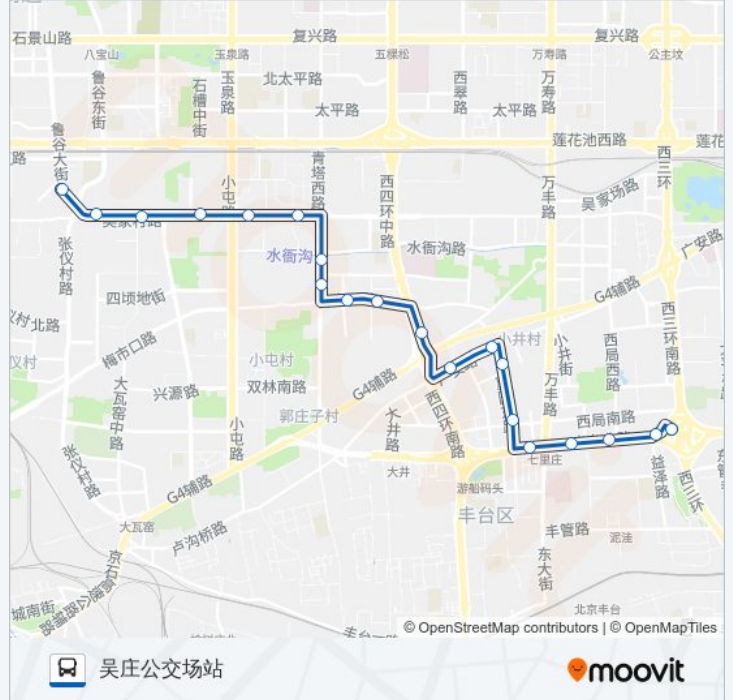 石景山路
复兴路
复兴路
八宝山
玉泉路
五棵松
万寿路
公主坟
鲁谷东街
石槽中街
玉泉路
北太平路
西翠路
万寿路
太平路
太平路
莲花池西路
莲花
鲁谷大街
路
青塔西路
西三环
小屯路
西四环中路
万丰路
吴家场路
吴家村路
张仪村路
水衙沟
水衙沟路
广安路
四顷地街
G4辅路
村北路
梅市口路
小井村
小井街
西局西路
西三环南路
仪村
小屯村
大瓦窑中路
兴源路
双林南路
G4辅路
万丰路
郭庄子村
大井路
西四环南路
西局南路
小屯路
张仪村路
大井
七里庄
益泽路
西三环
G4辅路
游船码头
丰台区
大瓦窑
卢沟桥路
丰管路
泥洼
东大街
城南街
北京丰台
© OpenStreetMap contributors | © OpenMapTiles
吴庄公交场站
moovit